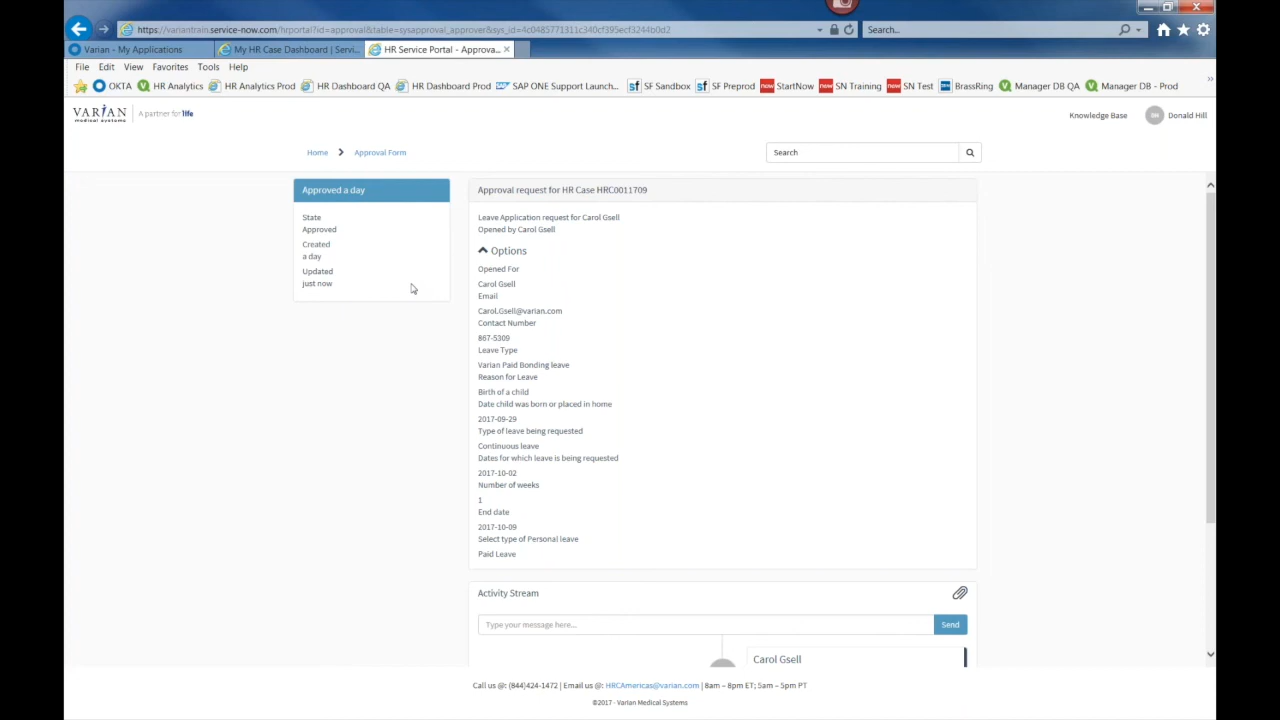 https://variantrain.service-now.com/hrportal?id=approval&table=sysapproval_approver&sys_id=4c0485771311c340cf395ecf3244b0d2
Search...
Varian - My Applications
My HR Case Dashboard | Servi...
HR Service Portal - Approva...
File Edit View Favorites Tools Help
OKTA HR Analytics HR Analytics Prod HR Dashboard QA HR Dashboard Prod SAP ONE Support Launch... SF Sandbox SF Preprod StartNow SN Training SN Test BrassRing Manager DB QA Manager DB - Prod
VARIAN
medical systems
A partner for life
Knowledge Base
Donald Hill
Home
Approval Form
Search
Approved a day
State
Approved
Created
a day
Updated
just now
Approval request for HR Case HRC0011709
Leave Application request for Carol Gsell
Opened by Carol Gsell
Options
Opened For
Carol Gsell
Email
Carol.Gsell@varian.com
Contact Number
867-5309
Leave Type
Varian Paid Bonding leave
Reason for Leave
Birth of a child
Date child was born or placed in home
2017-09-29
Type of leave being requested
Continuous leave
Dates for which leave is being requested
2017-10-02
Number of weeks
1
End date
2017-10-09
Select type of Personal leave
Paid Leave
Activity Stream
Type your message here...
Send
Carol Gsell
Call us @: (844)424-1472 | Email us @: HRCAmericas@varian.com | 8am – 8pm ET; 5am – 5pm PT
©2017 - Varian Medical Systems